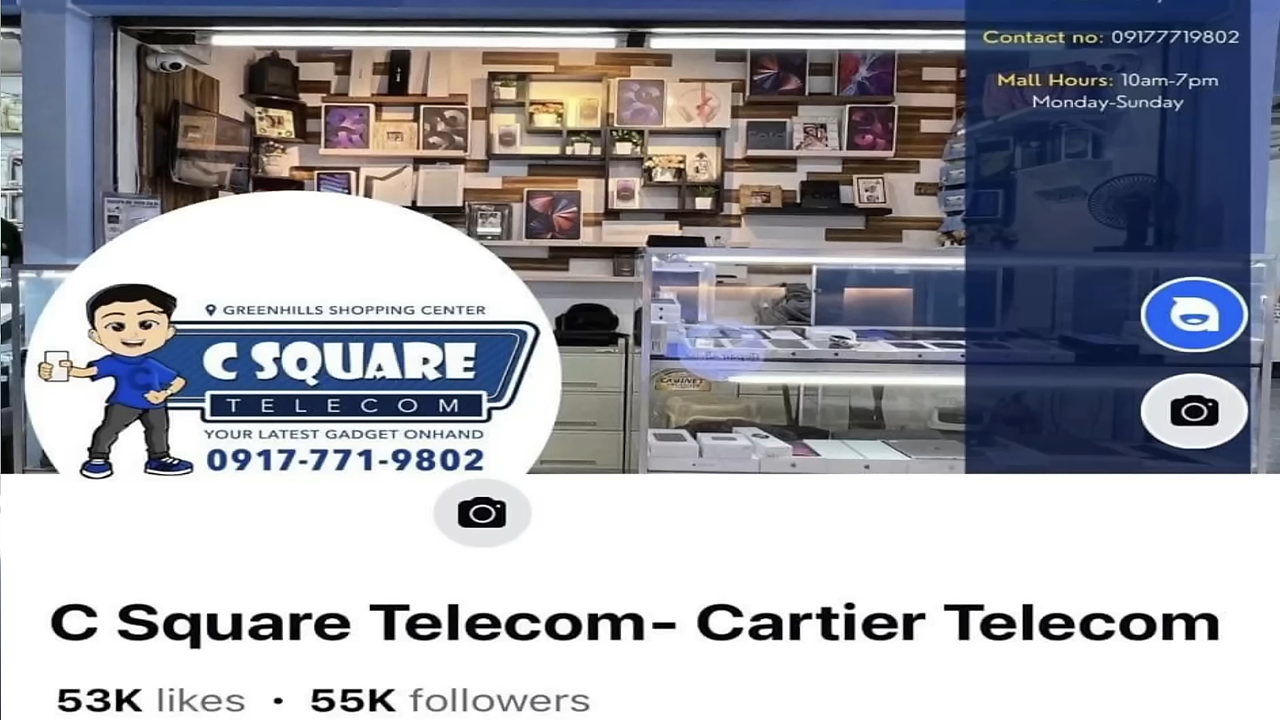 Contact no: 09177719802
Mall Hours: 10am-7pm
Monday-Sunday
GREENHILLS SHOPPING CENTER
C SQUARE
TELECOM
YOUR LATEST GADGET ONHAND
0917-771-9802
C Square Telecom- Cartier Telecom
53K likes · 55K followers